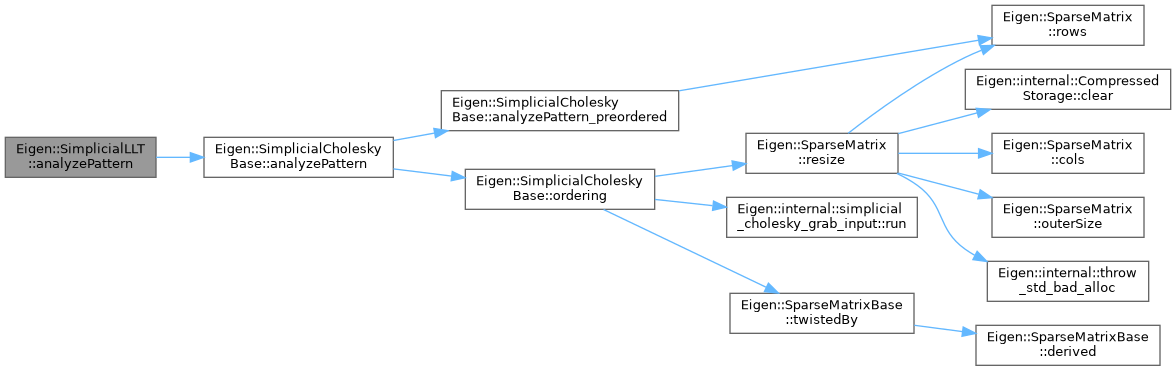 Eigen::SimplicialLLT
::analyzePattern
Eigen::SimplicialCholesky
Base::analyzePattern
Eigen::SimplicialCholesky
Base::analyzePattern_preordered
Eigen::SimplicialCholesky
Base::ordering
Eigen::SparseMatrix
::resize
Eigen::internal::simplicial
_cholesky_grab_input::run
Eigen::SparseMatrixBase
::twistedBy
Eigen::SparseMatrix
::rows
Eigen::internal::Compressed
Storage::clear
Eigen::SparseMatrix
::cols
Eigen::SparseMatrix
::outerSize
Eigen::internal::throw
_std_bad_alloc
Eigen::SparseMatrixBase
::derived